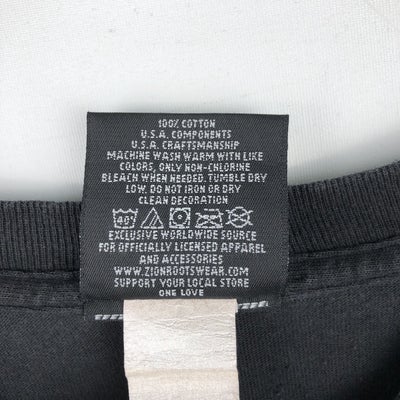 100% COTTON
U.S.A. COMPONENTS
U.S.A. CRAFTSMANSHIP
MACHINE WASH WARM WITH LIKE
COLORS, ONLY NON-CHLORINE
BLEACH WHEN NEEDED. TUMBLE DRY
LOW. DO NOT IRON OR DRY
CLEAN DECORATION
40°
EXCLUSIVE WORLDWIDE SOURCE
FOR OFFICIALLY LICENSED APPAREL
AND ACCESSORIES
WWW.ZIONROOTSWEAR.COM
SUPPORT YOUR LOCAL STORE
ONE LOVE